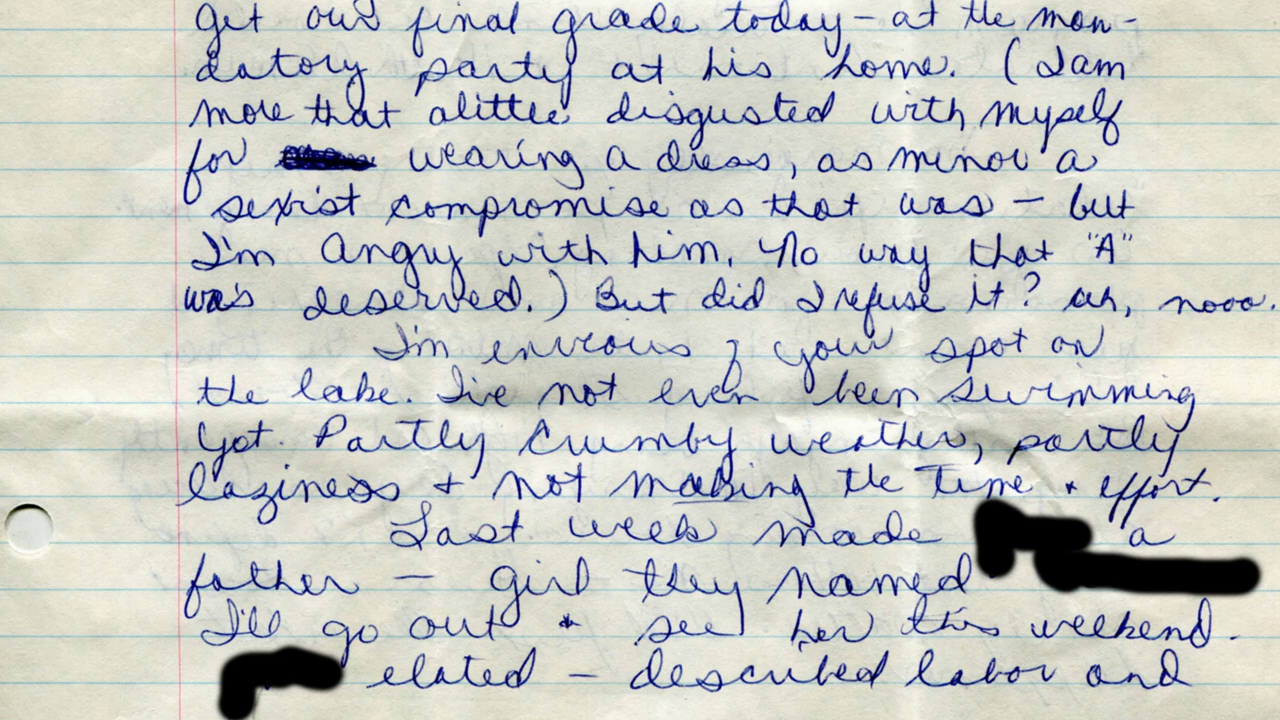 get our final grade today – at the man-
datory party at his home. (I am
more that alittle disgusted with myself
for wearing a dress, as minor a
sexist compromise as that was – but
I'm Angry with him. No way that "A"
was deserved.) But did I refuse it? uh, nooo.
I'm envious of your spot on
the lake. I've not even been swimming
yet. Partly crumby weather, partly
laziness + not making the time + effort.
Last week made a
father – girl they named
I'll go out + see her this weekend.
elated – described labor and